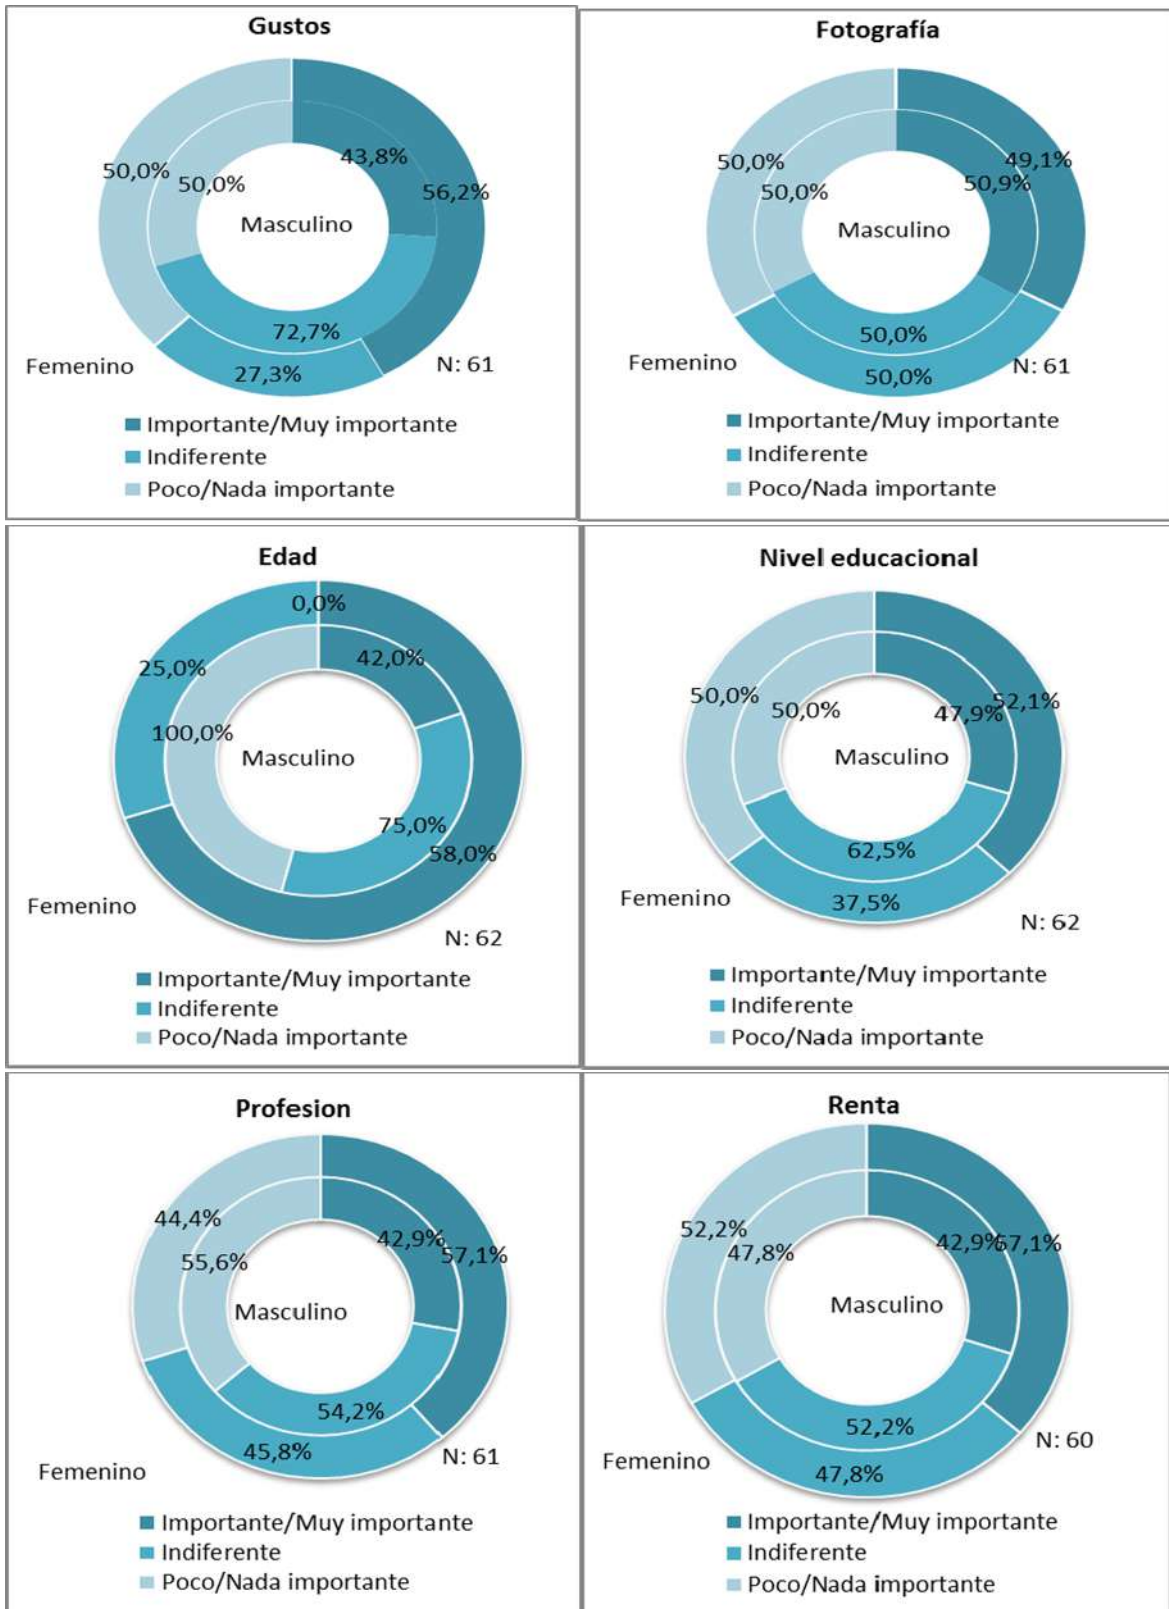 Gustos
43,8%
50,0%
56,2%
50,0%
Masculino
72,7%
Femenino
27,3%
N: 61
Importante/Muy importante
Indiferente
Poco/Nada importante
Fotografía
49,1%
50,0%
50,9%
50,0%
Masculino
50,0%
Femenino
50,0%
N: 61
Importante/Muy importante
Indiferente
Poco/Nada importante
Edad
0,0%
42,0%
25,0%
100,0%
Masculino
75,0%
58,0%
Femenino
N: 62
Importante/Muy importante
Indiferente
Poco/Nada importante
Nivel educacional
50,0%
52,1%
50,0%
47,9%
Masculino
62,5%
Femenino
37,5%
N: 62
Importante/Muy importante
Indiferente
Poco/Nada importante
Profesion
44,4%
42,9%
57,1%
55,6%
Masculino
54,2%
45,8%
N: 61
Femenino
Importante/Muy importante
Indiferente
Poco/Nada importante
Renta
52,2%
42,9%
57,1%
47,8%
Masculino
52,2%
N: 60
Femenino
47,8%
Importante/Muy importante
Indiferente
Poco/Nada importante